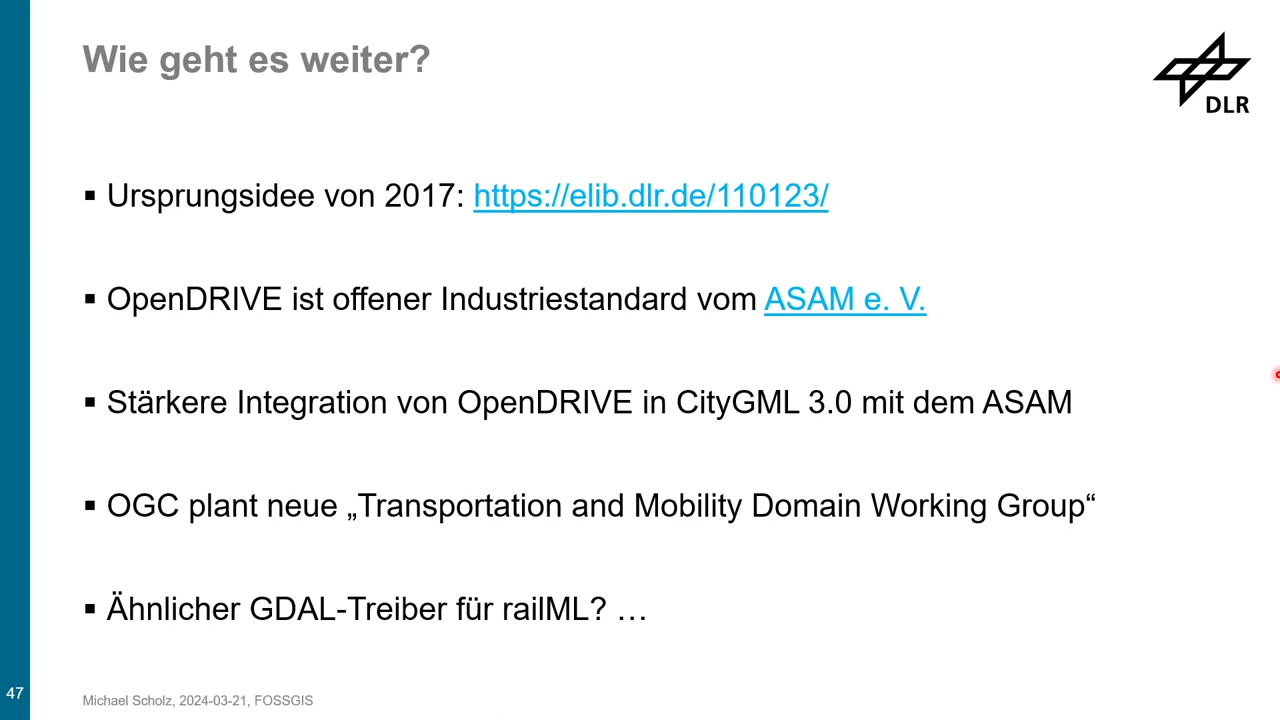 Wie geht es weiter?
DLR
▪ Ursprungsidee von 2017: https://elib.dlr.de/110123/
▪ OpenDRIVE ist offener Industriestandard vom ASAM e. V.
▪ Stärkere Integration von OpenDRIVE in CityGML 3.0 mit dem ASAM
▪ OGC plant neue „Transportation and Mobility Domain Working Group“
▪ Ähnlicher GDAL-Treiber für railML? …
47
Michael Scholz, 2024-03-21, FOSSGIS